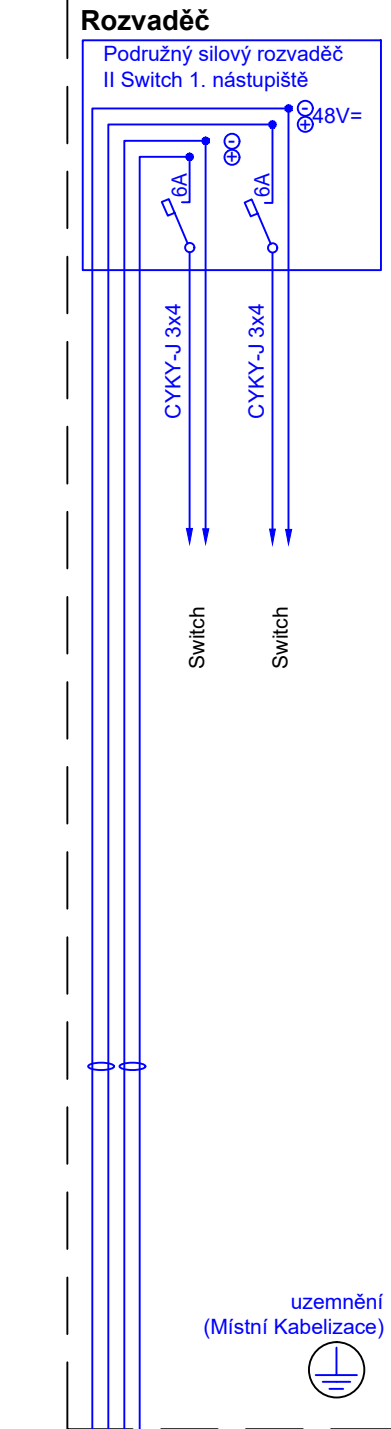 Rozvaděč
Podružný silový rozvaděč
II Switch 1. nástupiště
48V=
6A
6A
CYKY-J 3x4
CYKY-J 3x4
Switch
Switch
uzemnění
(Místní Kabelizace)